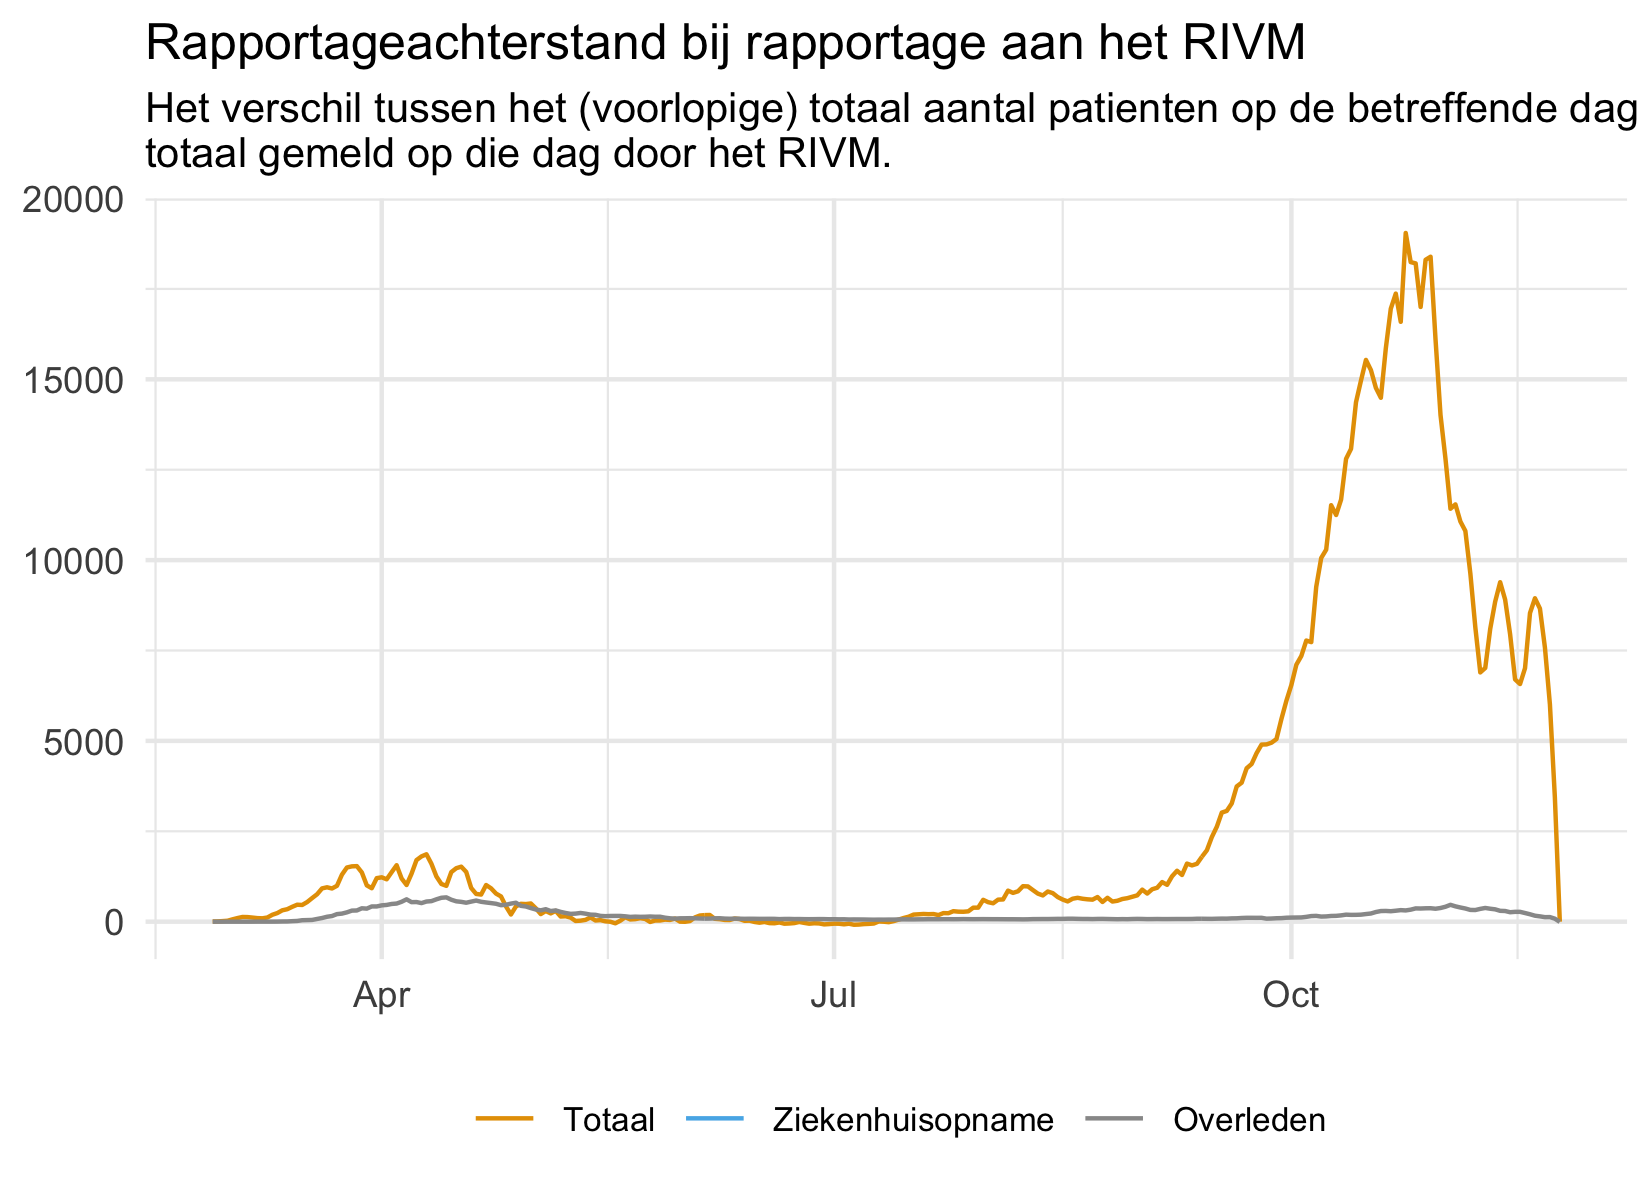 Rapportageachterstand bij rapportage aan het RIVM
Het verschil tussen het (voorlopige) totaal aantal patienten op de betreffende dag
totaal gemeld op die dag door het RIVM.
20000
15000
10000
5000
0
Apr Jul Oct
Totaal Ziekenhuisopname Overleden